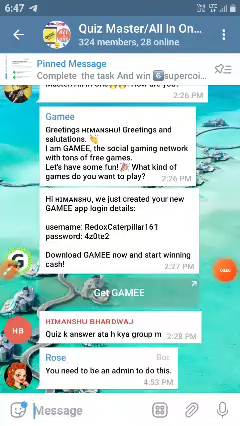 6:47
Quiz Master/All In On...
324 members, 28 online
Pinned Message
Complete the task And win 6 supercoi...
2:26 PM
Gamee
Greetings ʜɪᴍᴀɴsʜᴜ! Greetings and
salutations. 👋
I am GAMEE, the social gaming network
with tons of free games.
Let's have some fun! 🎉 What kind of
games do you want to play?
2:26 PM
Hi ʜɪᴍᴀɴsʜᴜ, we just created your new
GAMEE app login details:
username: RedoxCaterpillar161
password: 4z0te2
Download GAMEE now and start winning
cash!
2:27 PM
Get GAMEE
HB
HIMANSHU BHARDWAJ
Quiz k answer ata h kya group m
2:28 PM
Rose
You need to be an admin to do this.
4:53 PM
Message